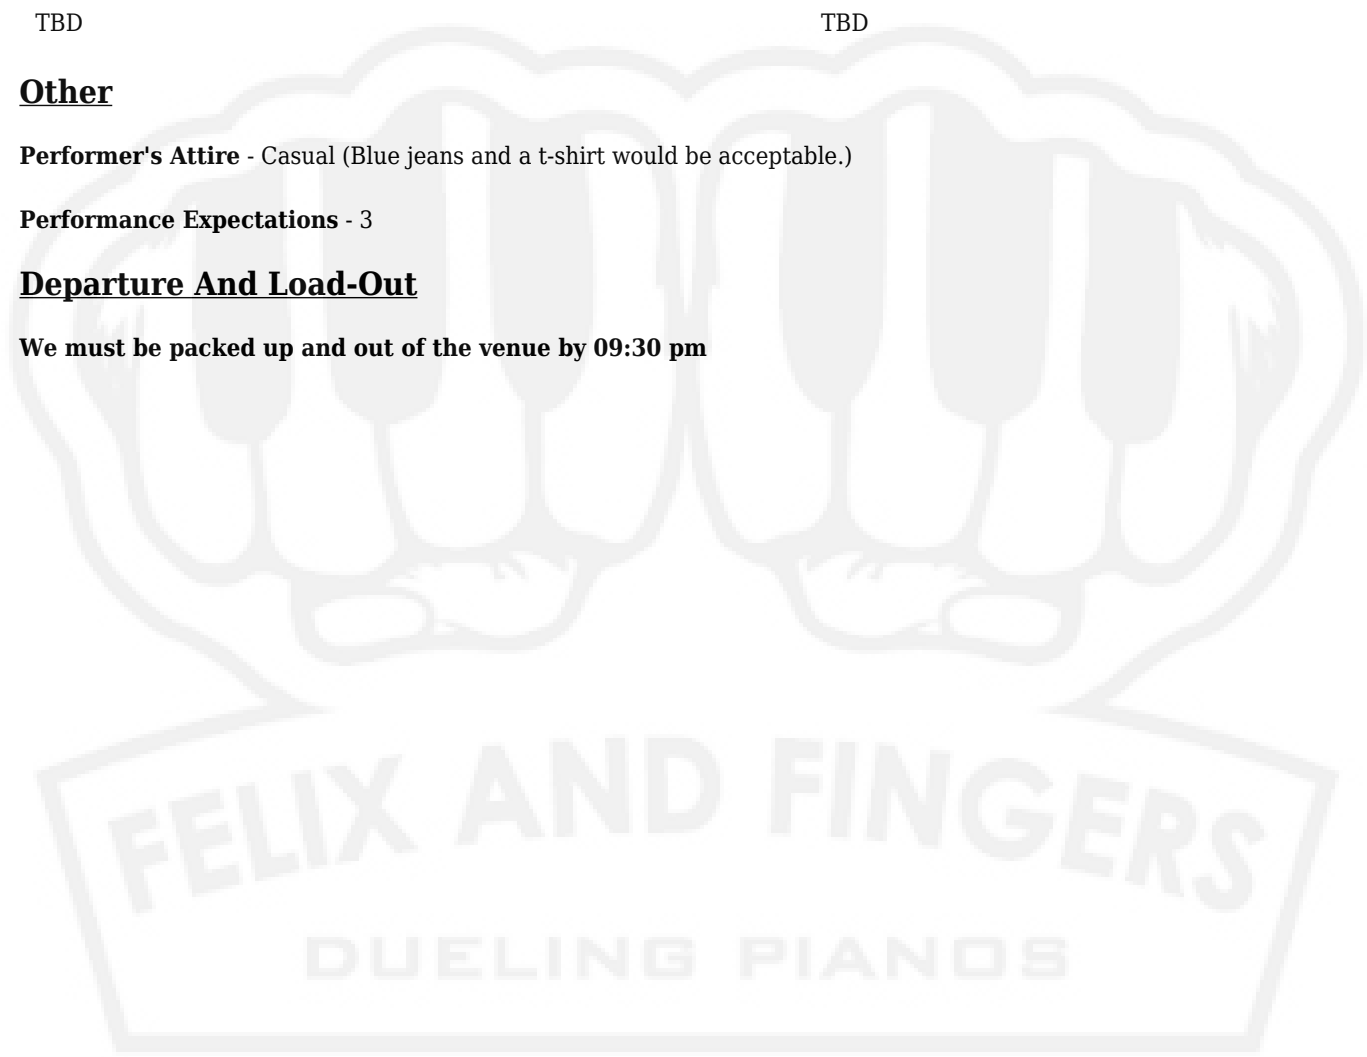 TBD TBD
Other
Performer's Attire - Casual (Blue jeans and a t-shirt would be acceptable.)
Performance Expectations - 3
Departure And Load-Out
We must be packed up and out of the venue by 09:30 pm
FELIX AND FINGERS
DUELING PIANOS